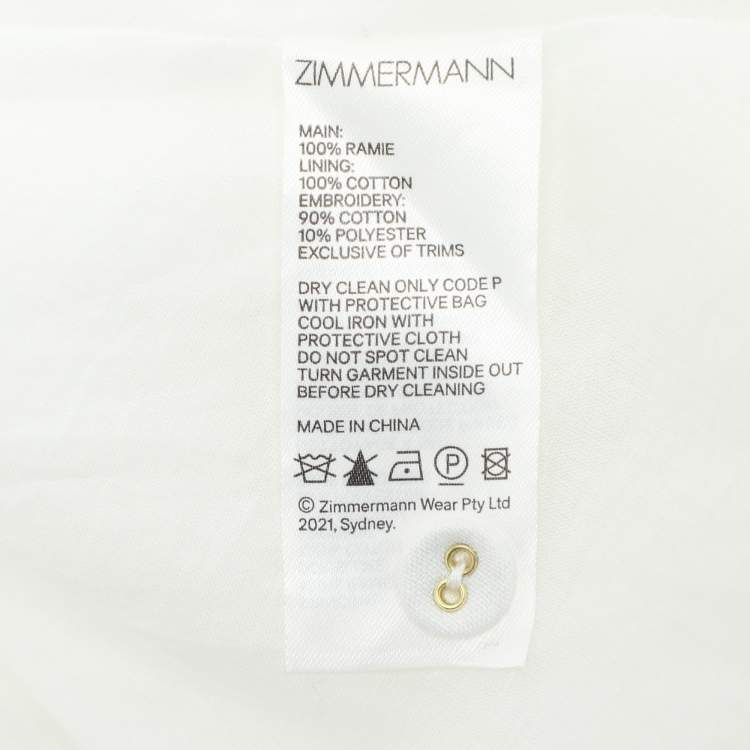 ZIMMERMANN
MAIN:
100% RAMIE
LINING:
100% COTTON
EMBROIDERY:
90% COTTON
10% POLYESTER
EXCLUSIVE OF TRIMS
DRY CLEAN ONLY CODE P
WITH PROTECTIVE BAG
COOL IRON WITH
PROTECTIVE CLOTH
DO NOT SPOT CLEAN
TURN GARMENT INSIDE OUT
BEFORE DRY CLEANING
MADE IN CHINA
P
© Zimmermann Wear Pty Ltd
2021, Sydney.